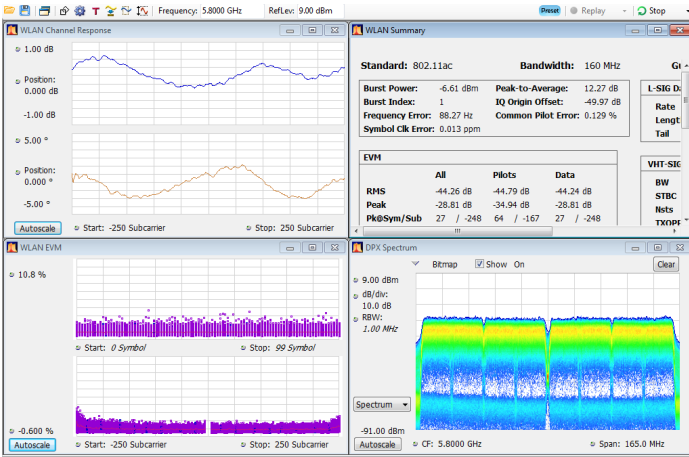 T Frequency: 5.8000 GHz RefLev: 9.00 dBm Preset Replay Stop
WLAN Channel Response
1.00 dB
Position:
0.000 dB
-1.00 dB
5.00 °
Position:
0.000 °
-5.00 °
Autoscale Start: -250 Subcarrier Stop: 250 Subcarrier
WLAN Summary
Standard: 802.11ac Bandwidth: 160 MHz
Burst Power: -6.61 dBm Peak-to-Average: 12.27 dB
Burst Index: 1 IQ Origin Offset: -49.97 dB
Frequency Error: 88.27 Hz Common Pilot Error: 0.129 %
Symbol Clk Error: 0.013 ppm
L-SIG
Rate
Lengt
Tail
EVM
All Pilots Data
RMS -44.26 dB -44.79 dB -44.24 dB
Peak -28.81 dB -34.94 dB -28.81 dB
Pk@Sym/Sub 27 / -248 64 / -167 27 / -248
VHT-SIG
BW
STBC
Nsts
TXOPP
WLAN EVM
10.8 %
Start: 0 Symbol Stop: 99 Symbol
-0.600 %
Autoscale Start: -250 Subcarrier Stop: 250 Subcarrier
DPX Spectrum
Bitmap Show On Clear
9.00 dBm
dB/div:
10.0 dB
RBW:
1.00 MHz
Spectrum
-91.00 dBm
Autoscale CF: 5.8000 GHz Span: 165.0 MHz